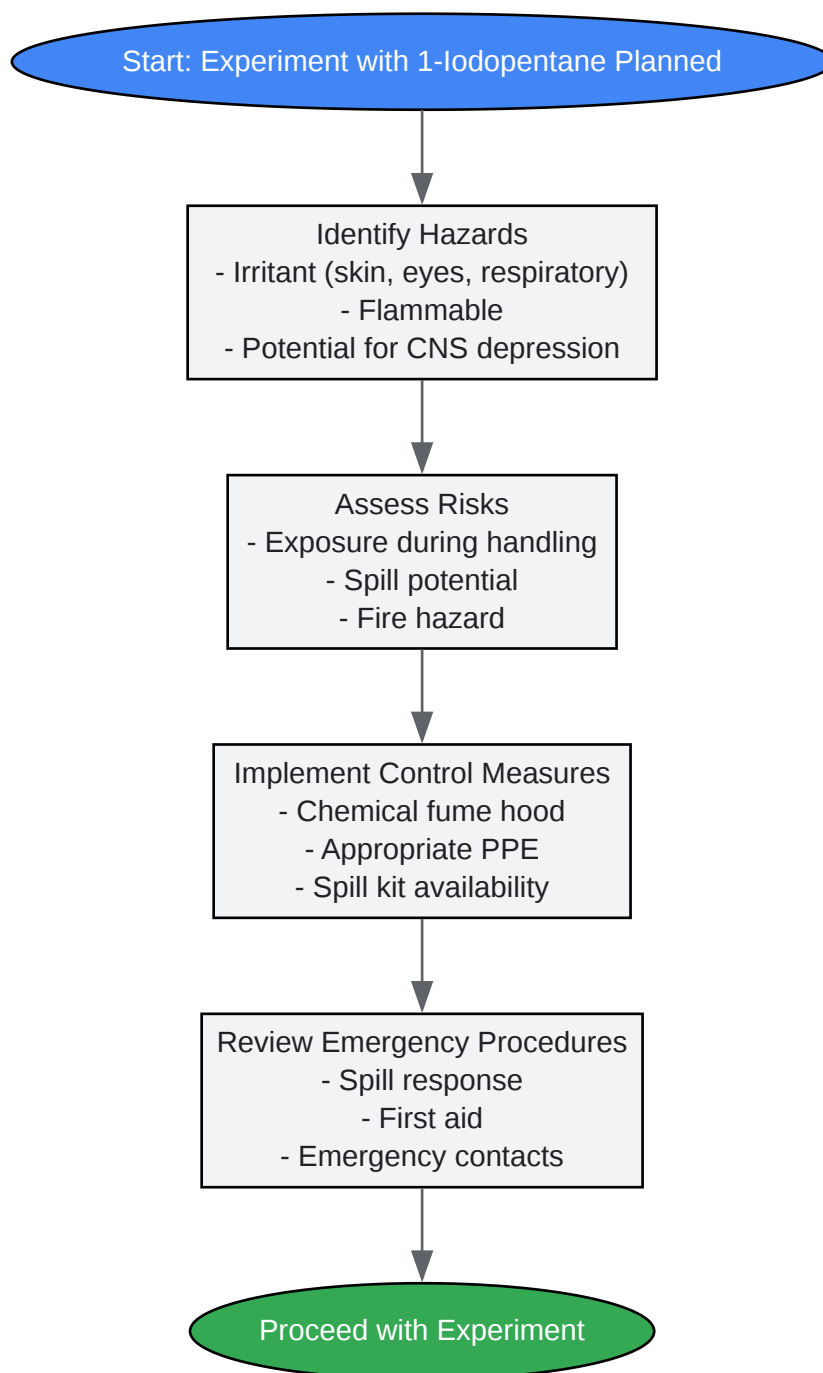 Start: Experiment with 1-Iodopentane Planned
Identify Hazards
- Irritant (skin, eyes, respiratory)
- Flammable
- Potential for CNS depression
Assess Risks
- Exposure during handling
- Spill potential
- Fire hazard
Implement Control Measures
- Chemical fume hood
- Appropriate PPE
- Spill kit availability
Review Emergency Procedures
- Spill response
- First aid
- Emergency contacts
Proceed with Experiment